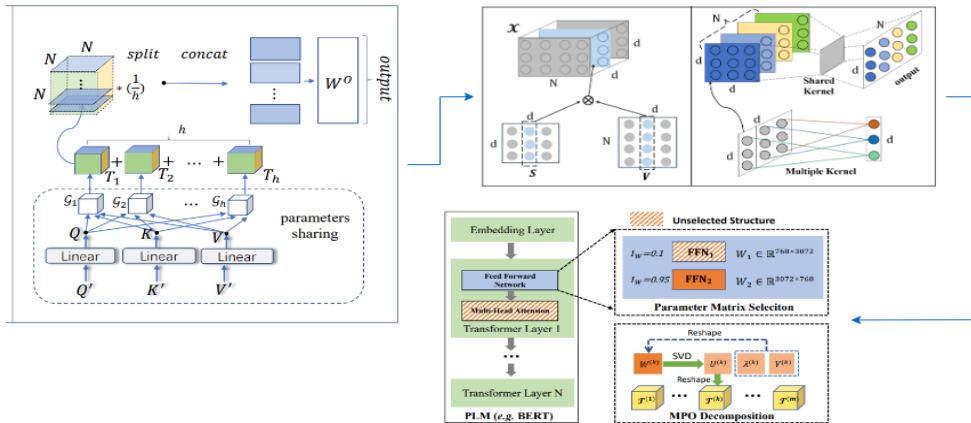 N
N split concat
N
* (1/h)
W^O
output
h
T_1 + T_2 + ... + T_h
𝒢_1 𝒢_2 ... 𝒢_h
parameters
sharing
Q K V
Linear Linear Linear
Q′ K′ V′
𝒳
d
N
d
⊗
d d
d N
S V
N
d
d
Shared
Kernel
output
d
d
Multiple Kernel
Embedding Layer
Feed Forward
Network
Multi-Head Attension
Transformer Layer 1
...
Transformer Layer N
PLM (e.g. BERT)
Unselected Structure
I_W=0.1 FFN_1 W_1 ∈ ℝ^{768×3072}
I_W=0.95 FFN_2 W_2 ∈ ℝ^{3072×768}
Parameter Matrix Seleciton
Reshape
W^(k) SVD U^(k) λ^(k) V^(k)
Reshape
𝒯^(1) ... 𝒯^(k) ... 𝒯^(m)
MPO Decomposition